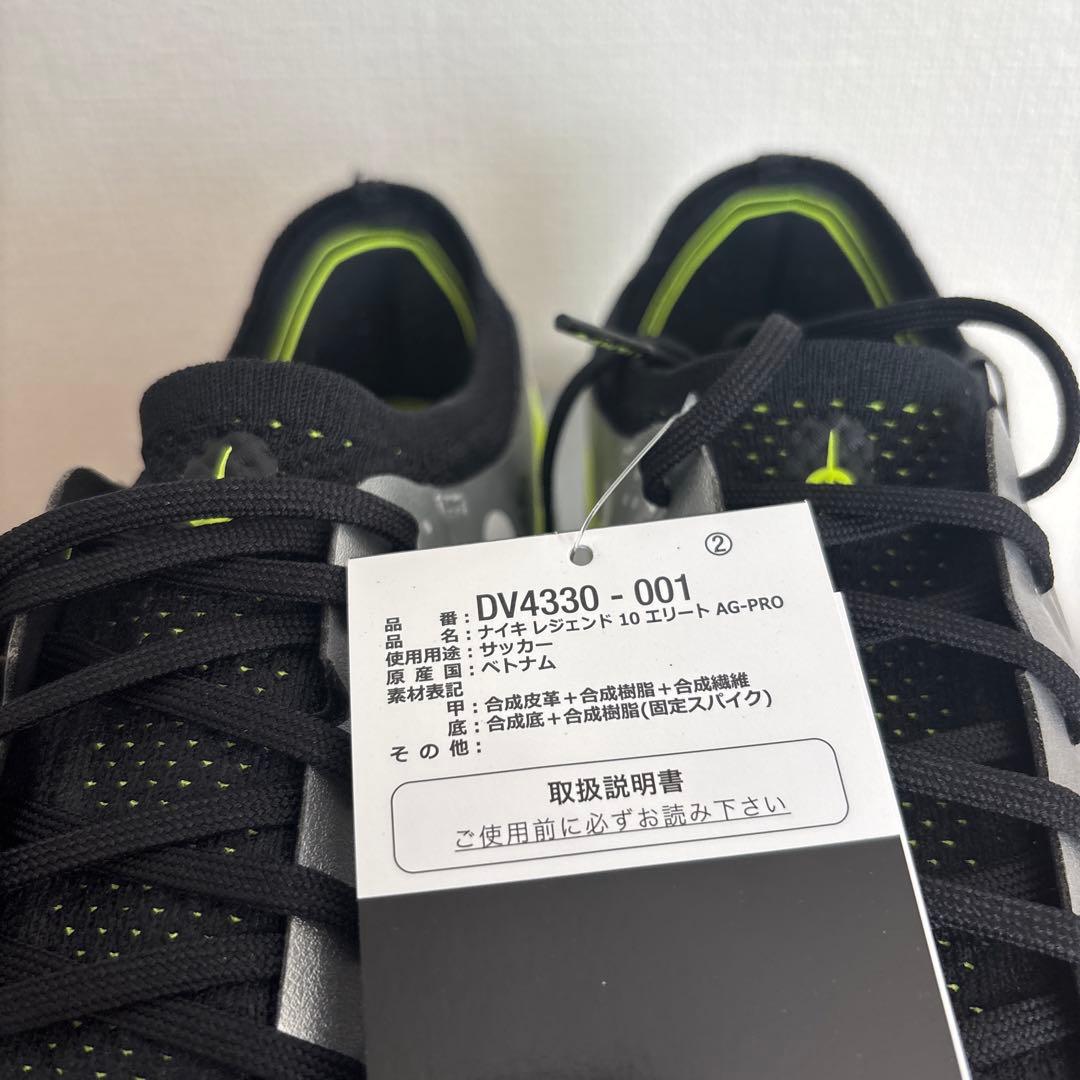 ②
品番：DV4330 - 001
品名：ナイキ レジェンド 10 エリート AG-PRO
使用用途：サッカー
原産国：ベトナム
素材表記
甲：合成皮革＋合成樹脂＋合成繊維
底：合成底＋合成樹脂(固定スパイク)
その他：
取扱説明書
ご使用前に必ずお読み下さい